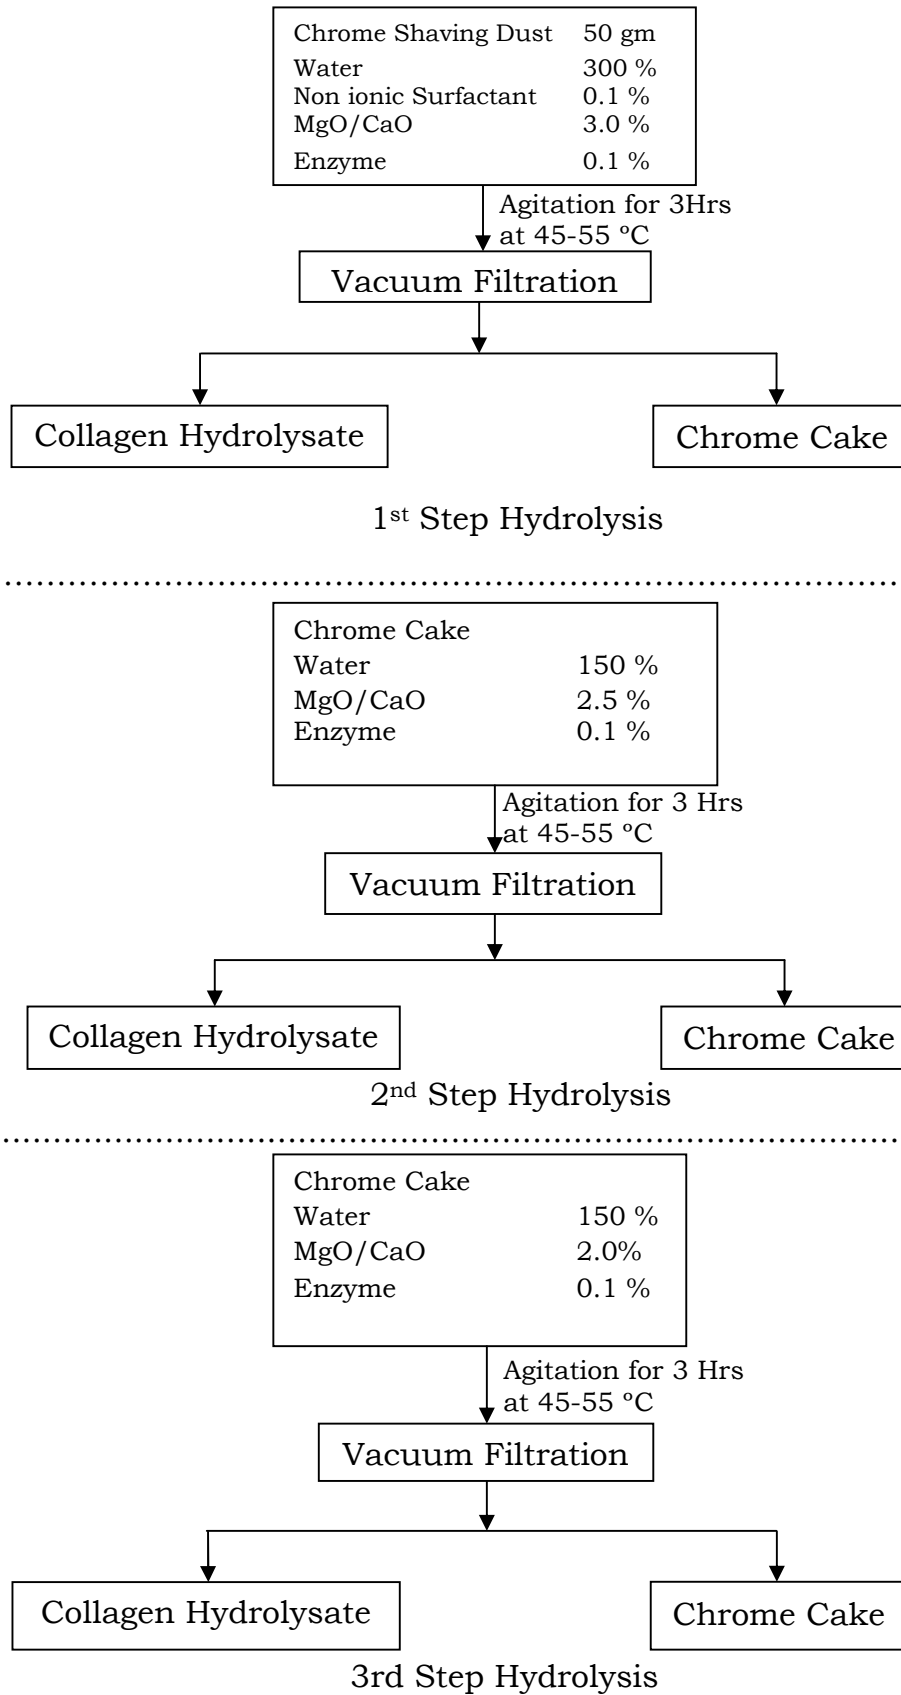 Chrome Shaving Dust 50 gm
Water 300 %
Non ionic Surfactant 0.1 %
MgO/CaO 3.0 %
Enzyme 0.1 %
Agitation for 3Hrs
at 45-55 ºC
Vacuum Filtration
Collagen Hydrolysate
Chrome Cake
1st Step Hydrolysis
Chrome Cake
Water 150 %
MgO/CaO 2.5 %
Enzyme 0.1 %
Agitation for 3 Hrs
at 45-55 ºC
Vacuum Filtration
Collagen Hydrolysate
Chrome Cake
2nd Step Hydrolysis
Chrome Cake
Water 150 %
MgO/CaO 2.0%
Enzyme 0.1 %
Agitation for 3 Hrs
at 45-55 ºC
Vacuum Filtration
Collagen Hydrolysate
Chrome Cake
3rd Step Hydrolysis